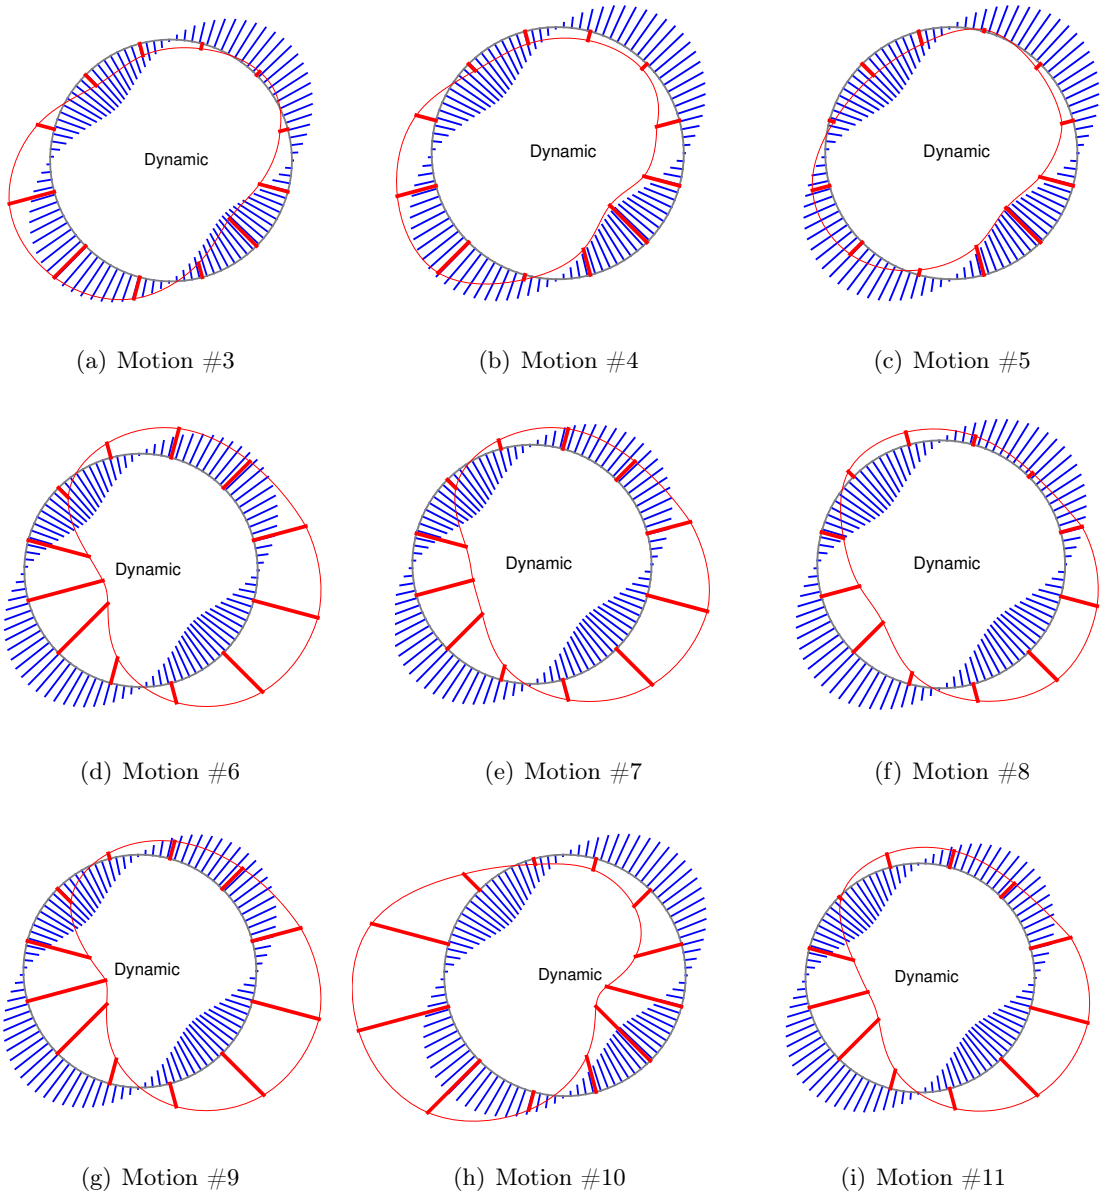 Dynamic Dynamic Dynamic
(a) Motion #3 (b) Motion #4 (c) Motion #5
Dynamic Dynamic Dynamic
(d) Motion #6 (e) Motion #7 (f) Motion #8
Dynamic Dynamic Dynamic
(g) Motion #9 (h) Motion #10 (i) Motion #11